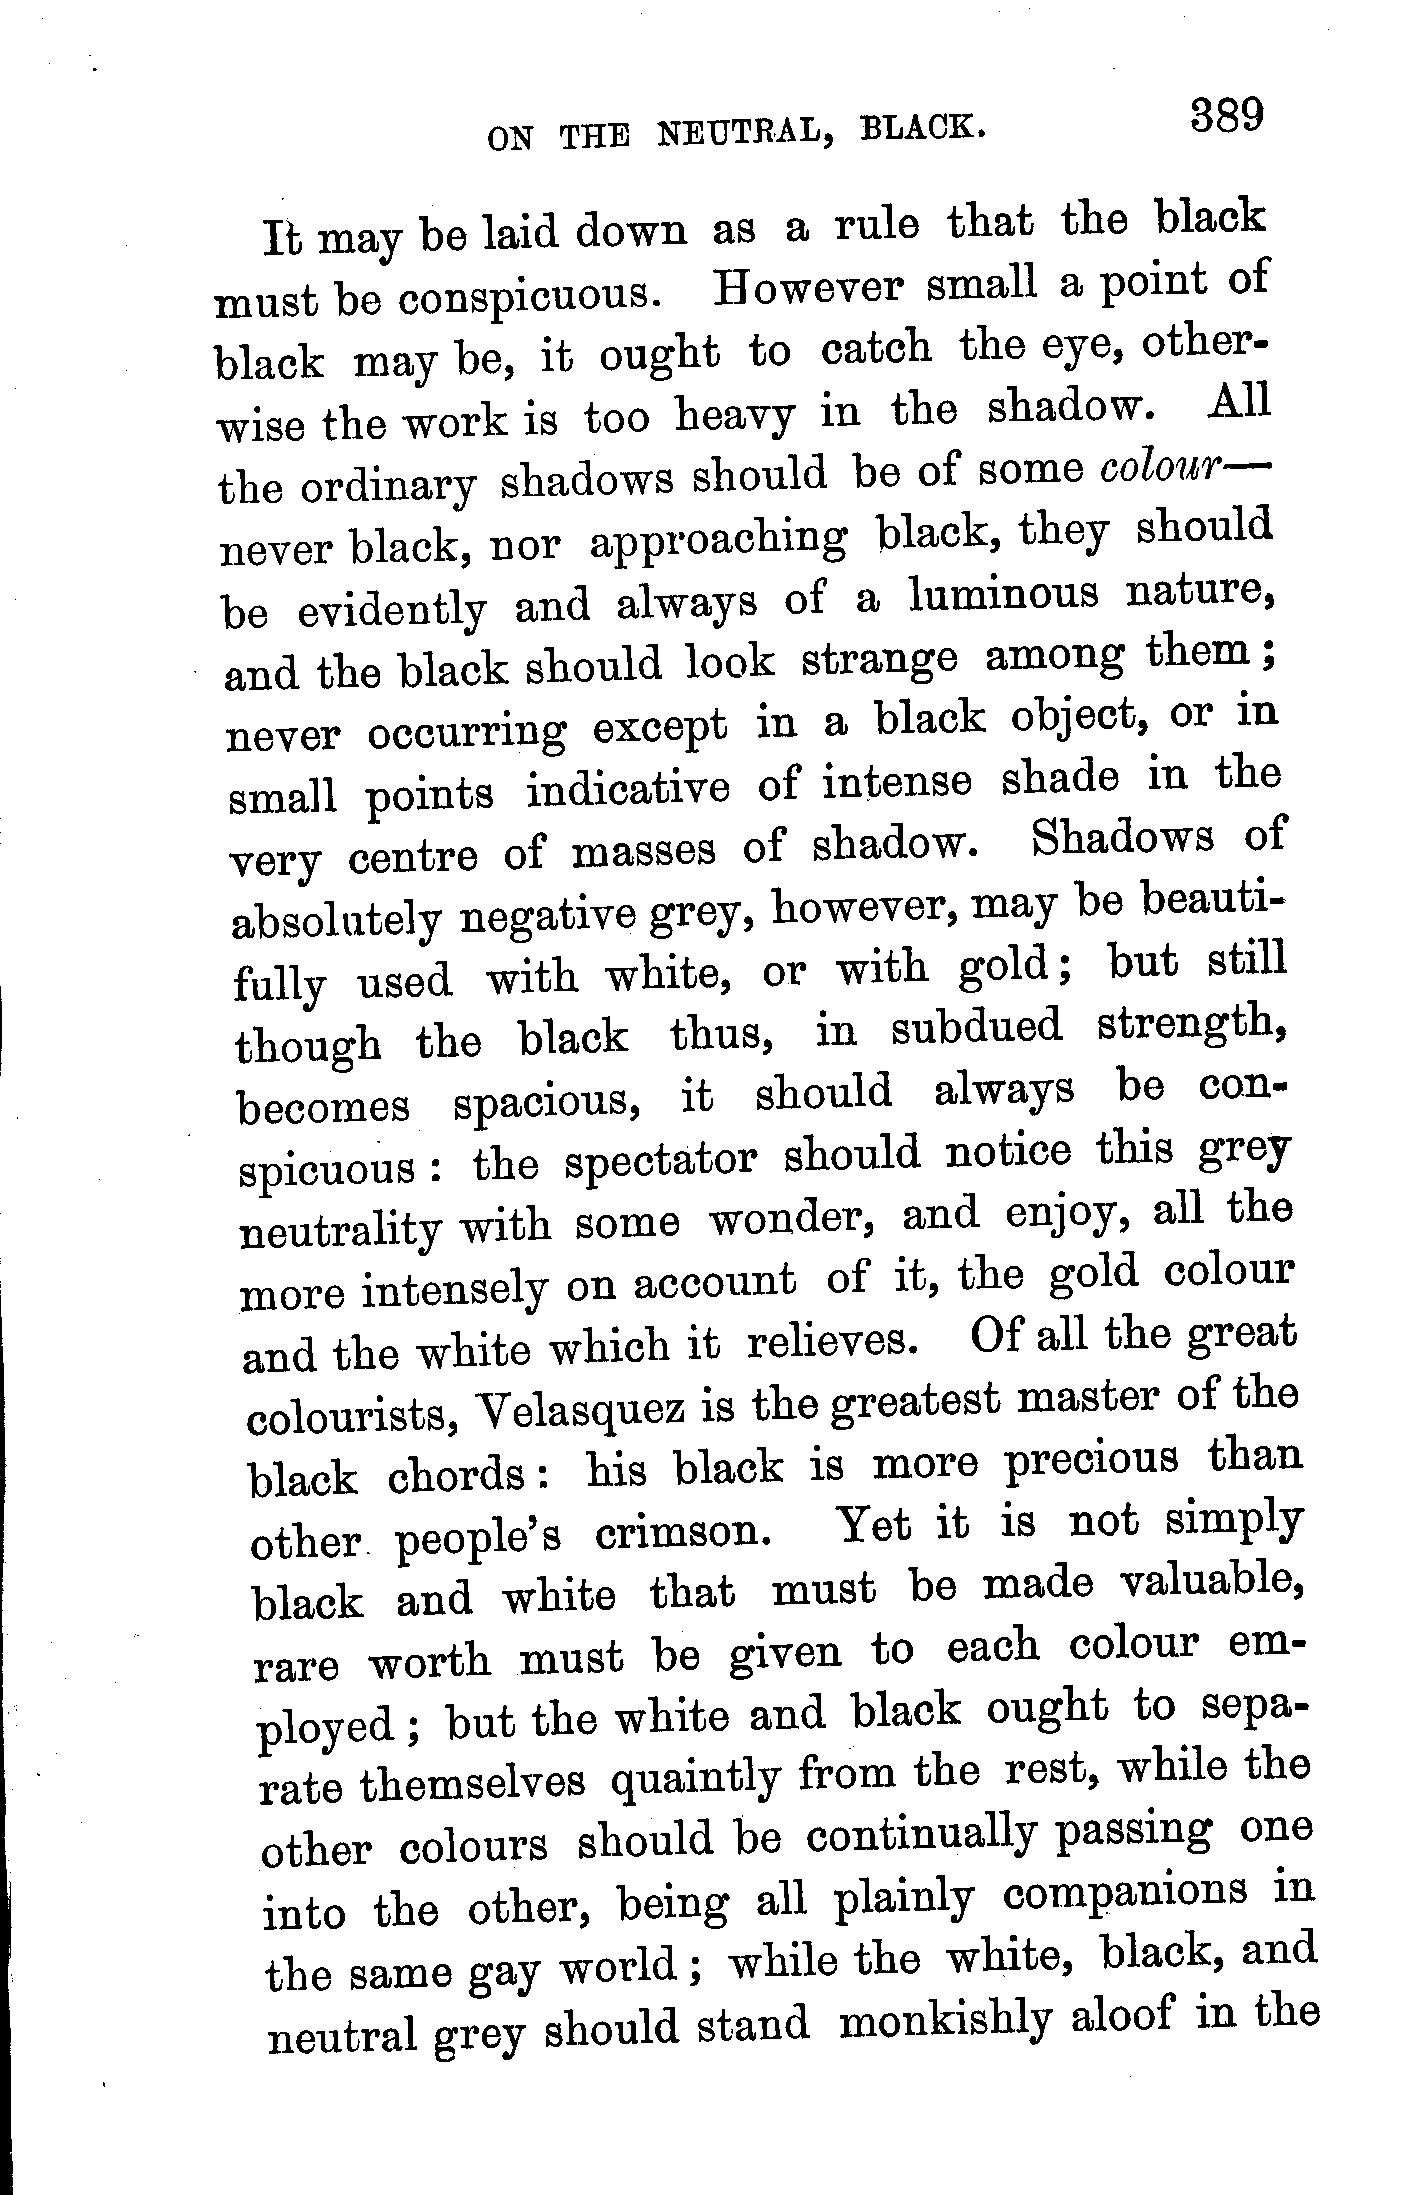 ON THE NEUTRAL, BLACK. 389
It may be laid down as a rule that the black
must be conspicuous. However small a point of
black may be, it ought to catch the eye, other-
wise the work is too heavy in the shadow. All
the ordinary shadows should be of some colour—
never black, nor approaching black, they should
be evidently and always of a luminous nature,
and the black should look strange among them;
never occurring except in a black object, or in
small points indicative of intense shade in the
very centre of masses of shadow. Shadows of
absolutely negative grey, however, may be beauti-
fully used with white, or with gold; but still
though the black thus, in subdued strength,
becomes spacious, it should always be con-
spicuous: the spectator should notice this grey
neutrality with some wonder, and enjoy, all the
more intensely on account of it, the gold colour
and the white which it relieves. Of all the great
colourists, Velasquez is the greatest master of the
black chords: his black is more precious than
other people's crimson. Yet it is not simply
black and white that must be made valuable,
rare worth must be given to each colour em-
ployed; but the white and black ought to sepa-
rate themselves quaintly from the rest, while the
other colours should be continually passing one
into the other, being all plainly companions in
the same gay world; while the white, black, and
neutral grey should stand monkishly aloof in the